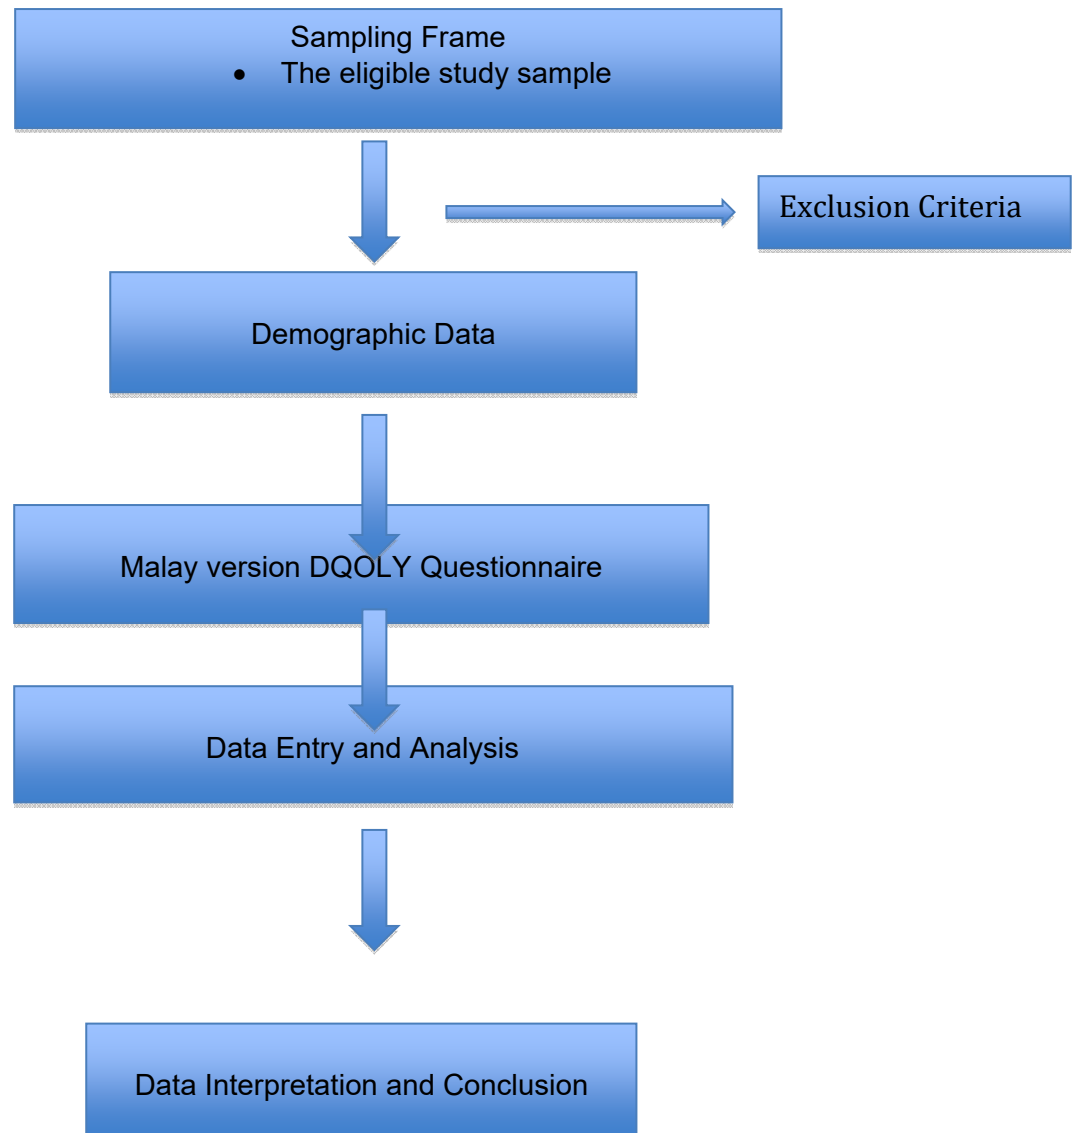 Sampling Frame
• The eligible study sample
Exclusion Criteria
Demographic Data
Malay version DQOLY Questionnaire
Data Entry and Analysis
Data Interpretation and Conclusion